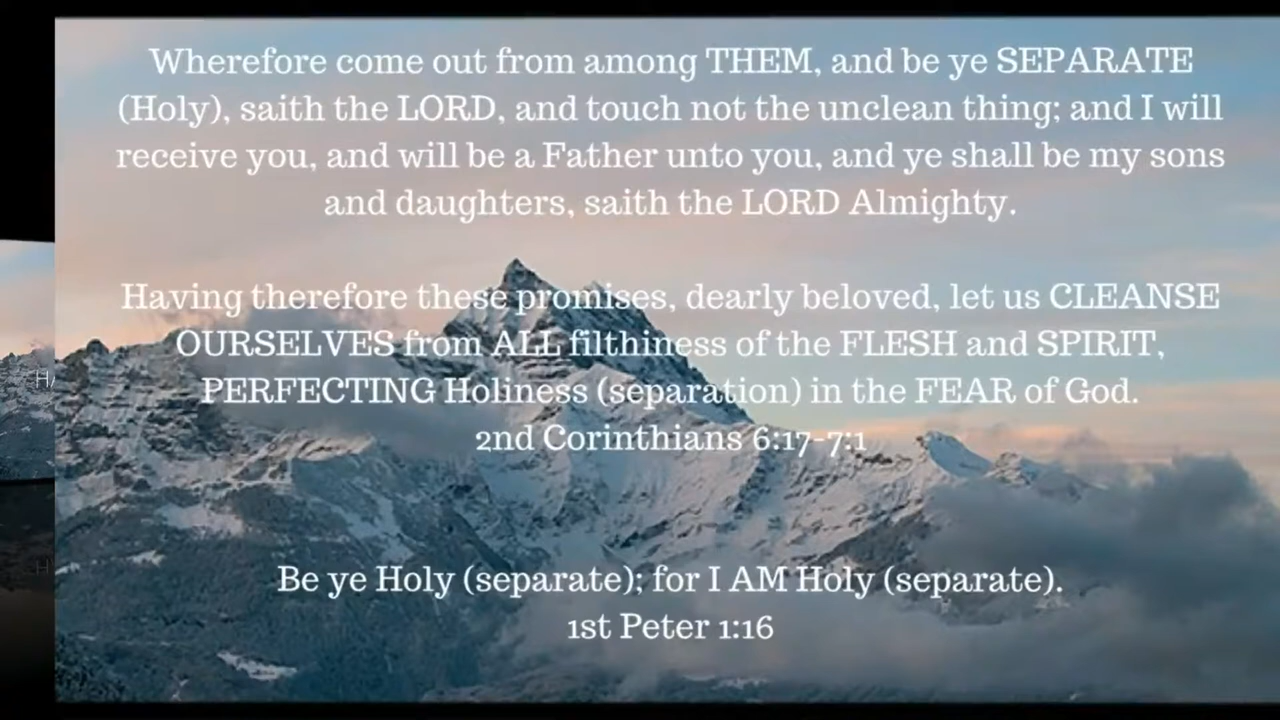 Wherefore come out from among THEM, and be ye SEPARATE
(Holy), saith the LORD, and touch not the unclean thing; and I will
receive you, and will be a Father unto you, and ye shall be my sons
and daughters, saith the LORD Almighty.
Having therefore these promises, dearly beloved, let us CLEANSE
OURSELVES from ALL filthiness of the FLESH and SPIRIT,
PERFECTING Holiness (separation) in the FEAR of God.
2nd Corinthians 6:17-7:1
Be ye Holy (separate); for I AM Holy (separate).
1st Peter 1:16